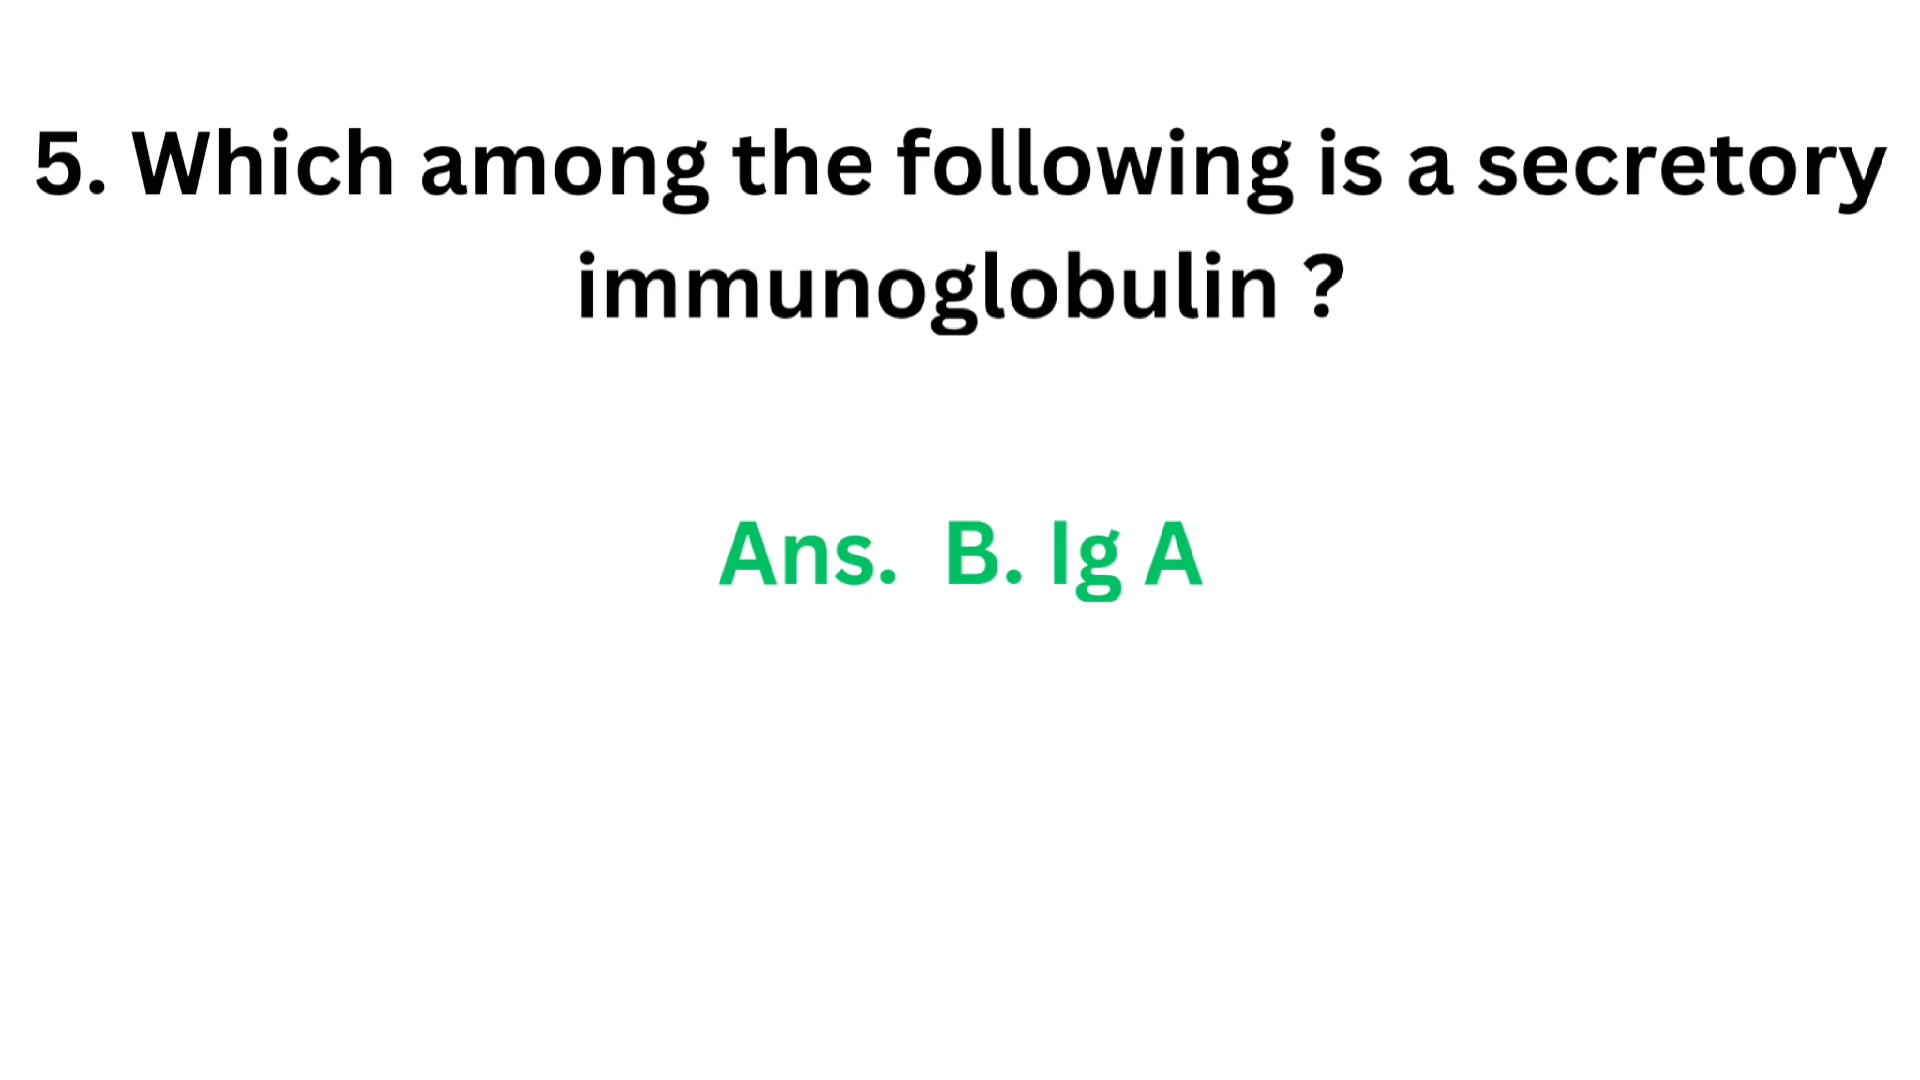 5. Which among the following is a secretory
immunoglobulin ?
Ans.  B. Ig A